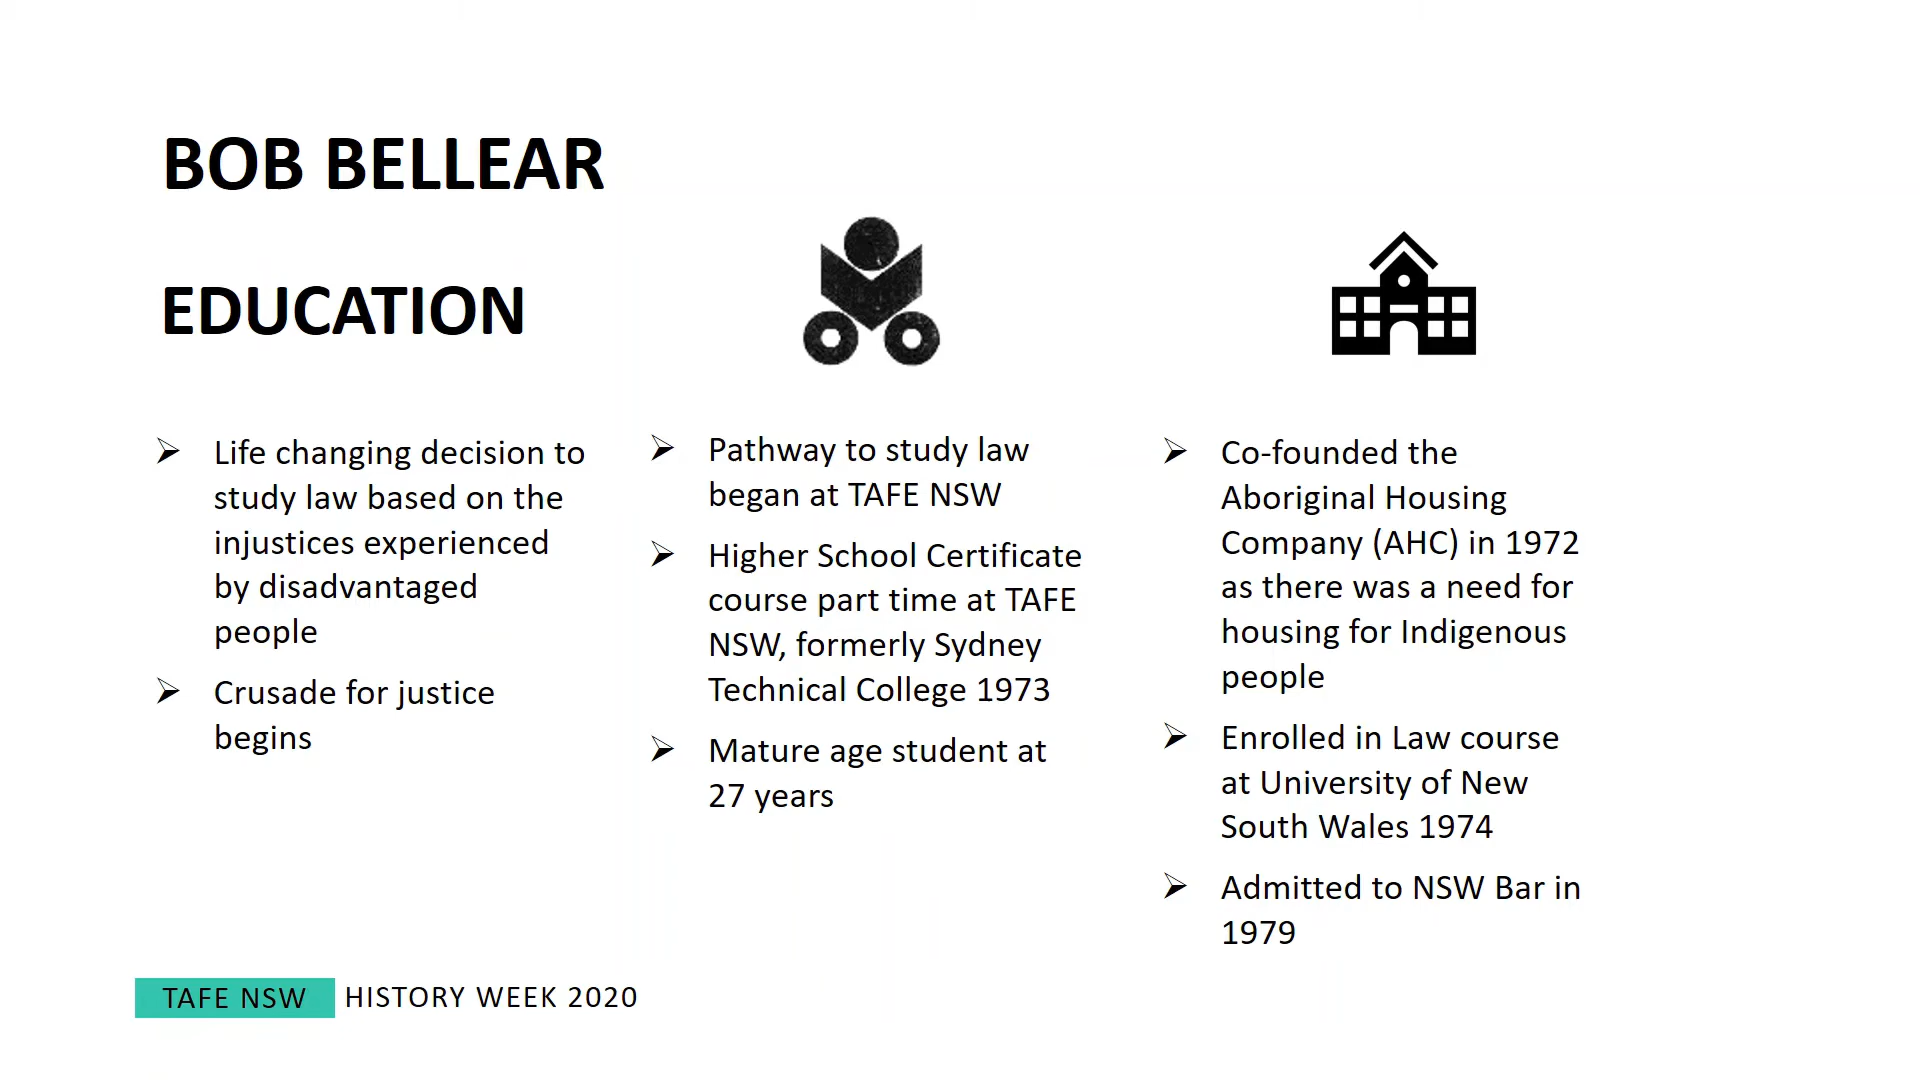 BOB BELLEAR
EDUCATION
Life changing decision to
study law based on the
injustices experienced
by disadvantaged
people
Crusade for justice
begins
Pathway to study law
began at TAFE NSW
Higher School Certificate
course part time at TAFE
NSW, formerly Sydney
Technical College 1973
Mature age student at
27 years
Co-founded the
Aboriginal Housing
Company (AHC) in 1972
as there was a need for
housing for Indigenous
people
Enrolled in Law course
at University of New
South Wales 1974
Admitted to NSW Bar in
1979
TAFE NSW HISTORY WEEK 2020